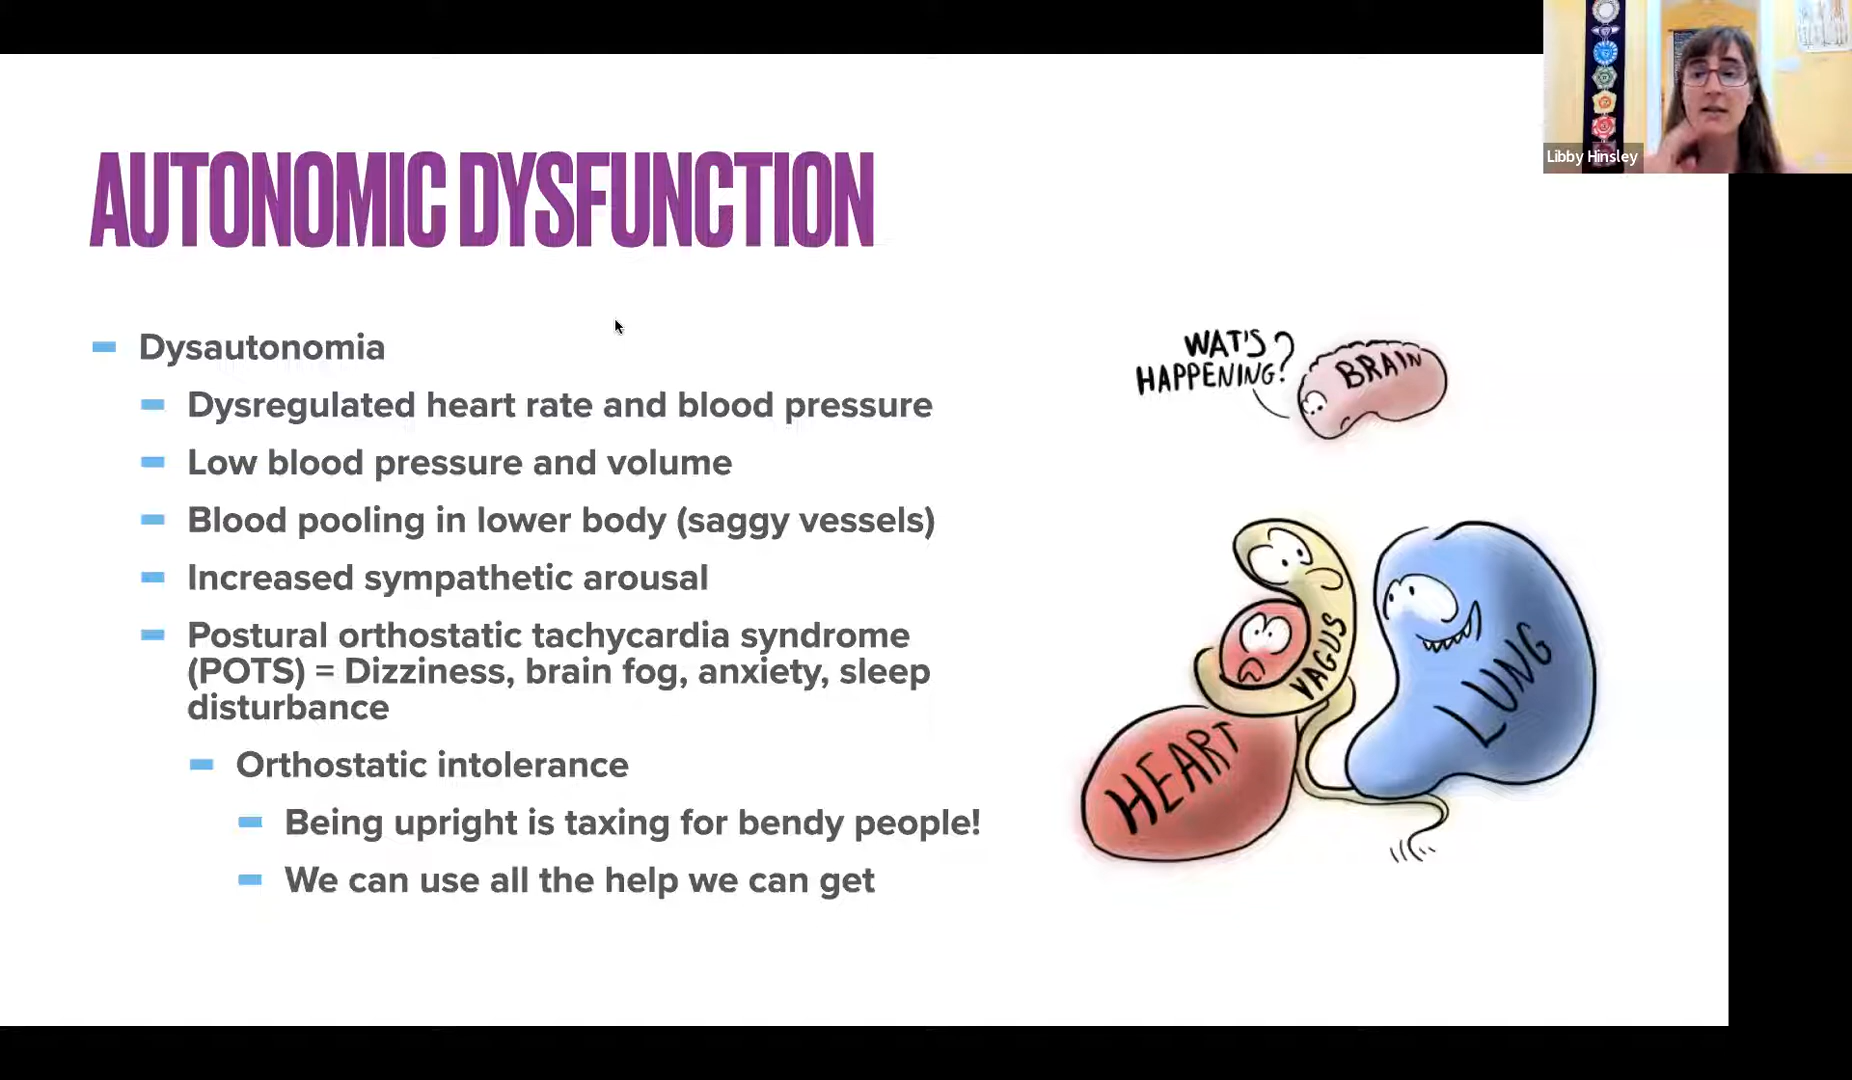 Libby Hinsley
AUTONOMIC DYSFUNCTION
Dysautonomia
Dysregulated heart rate and blood pressure
Low blood pressure and volume
Blood pooling in lower body (saggy vessels)
Increased sympathetic arousal
Postural orthostatic tachycardia syndrome
(POTS) = Dizziness, brain fog, anxiety, sleep
disturbance
Orthostatic intolerance
Being upright is taxing for bendy people!
We can use all the help we can get
WAT'S
HAPPENING?
BRAIN
VAGUS
HEART
LUNG